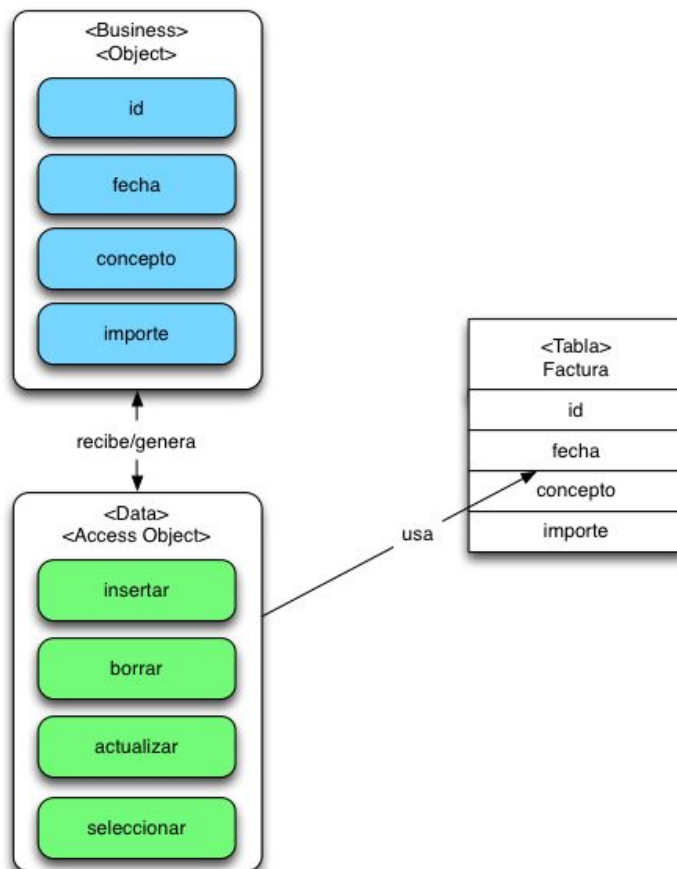 <Business>
<Object>
id
fecha
concepto
importe
recibe/genera
<Data>
<Access Object>
insertar
borrar
actualizar
seleccionar
usa
<Tabla>
Factura
id
fecha
concepto
importe